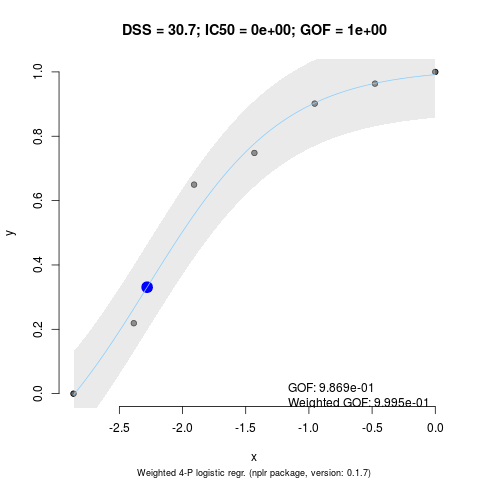 DSS = 30.7; IC50 = 0e+00; GOF = 1e+00
1.0
0.8
0.6
0.4
0.2
0.0
y
GOF: 9.869e-01
Weighted GOF: 9.995e-01
-2.5 -2.0 -1.5 -1.0 -0.5 0.0
x
Weighted 4-P logistic regr. (nplr package, version: 0.1.7)